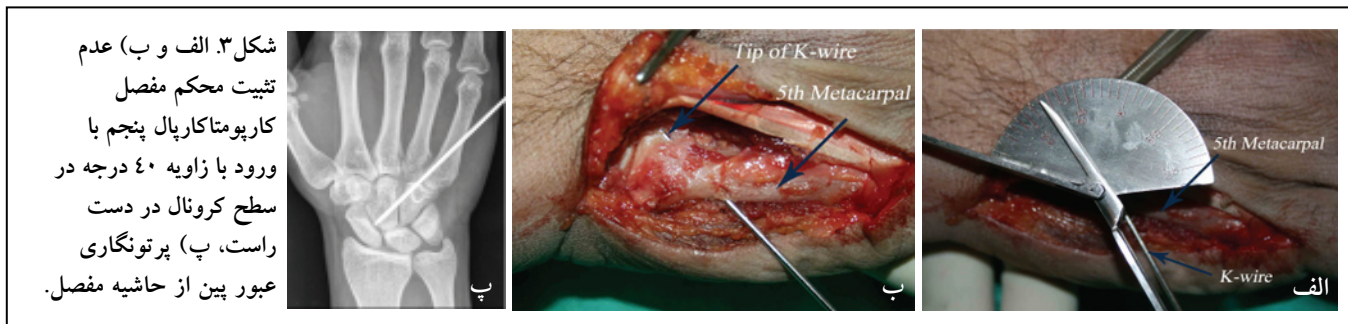 شکل۳. الف و ب) عدم
تثبیت محکم مفصل
کارپومتاکارپال پنجم با
ورود با زاویه ٤٠ درجه در
سطح کرونال در دست
راست، پ) پرتونگاری
عبور پین از حاشیه مفصل.
پ
Tip of K-wire
5th Metacarpal
ب
5th Metacarpal
K-wire
الف